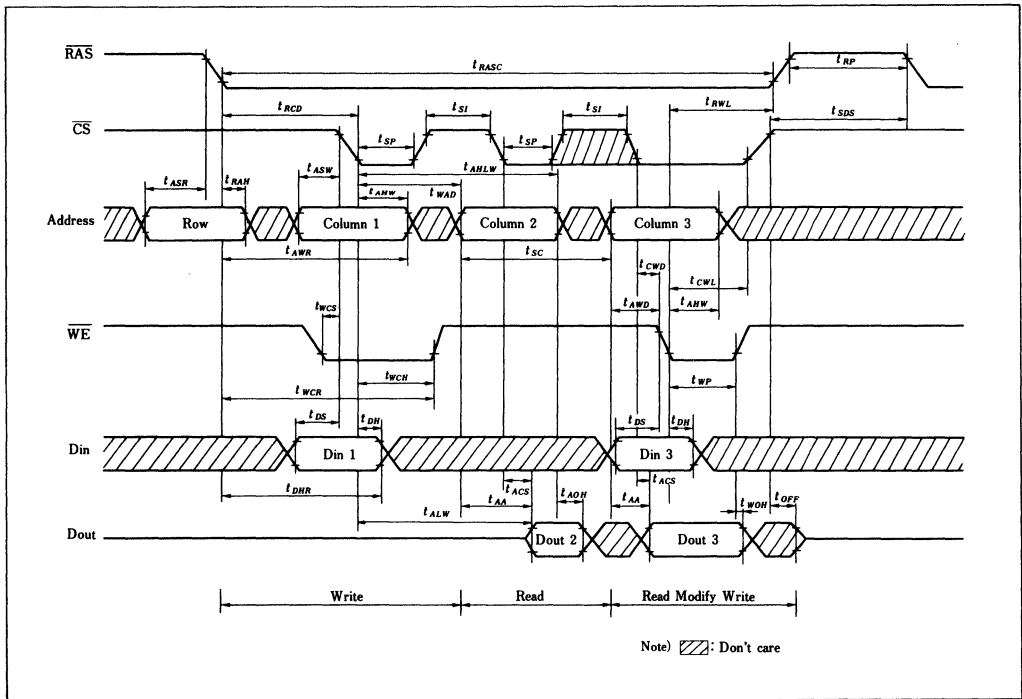 RAS
t RASC
t RP
t RCD
t SI
t SI
t RWL
t SDS
CS
t SP
t SP
t ASR
t RAH
t ASW
t AHLW
t AHW
t WAD
Address
Row
Column 1
Column 2
Column 3
t AWR
t SC
t CWD
t CWL
t AWD
t AHW
t WCS
WE
t WCH
t WP
t WCR
t DS
t DH
t DS
t DH
Din
Din 1
Din 3
t DHR
t ACS
t ACS
t AA
t AOH
t AA
t WOH
t OFF
t ALW
Dout
Dout 2
Dout 3
Write
Read
Read Modify Write
Note) : Don't care